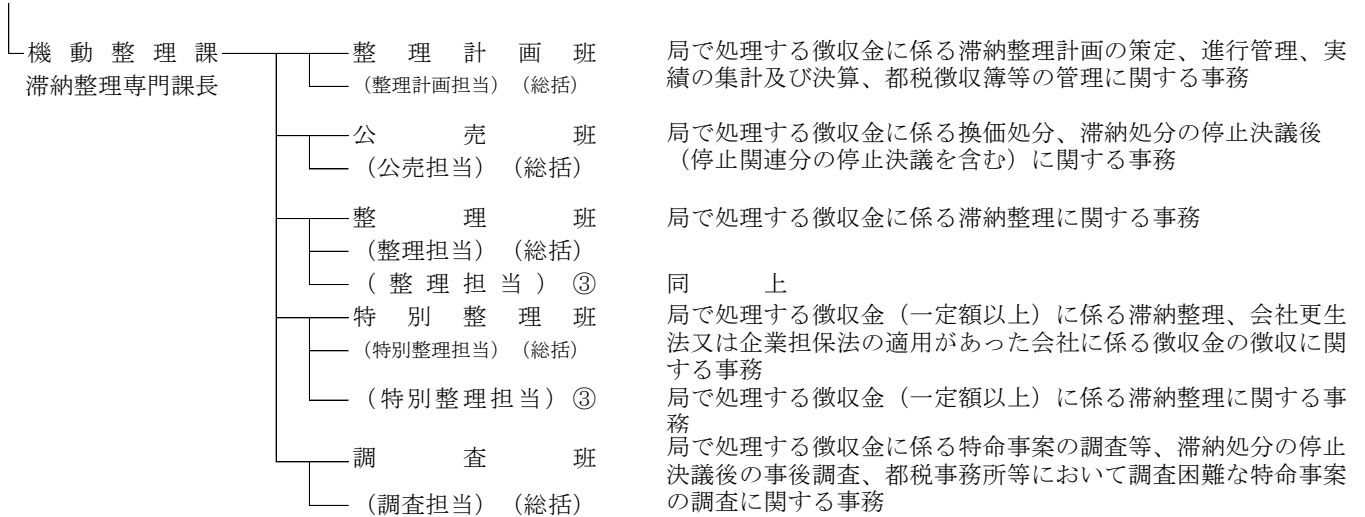 機動整理課 整理計画班 局で処理する徴収金に係る滞納整理計画の策定、進行管理、実
滞納整理専門課長 (整理計画担当)(総括) 績の集計及び決算、都税徴収簿等の管理に関する事務
公売班 局で処理する徴収金に係る換価処分、滞納処分の停止決議後
(公売担当)(総括) (停止関連分の停止決議を含む)に関する事務
整理班 局で処理する徴収金に係る滞納整理に関する事務
(整理担当)(総括)
(整理担当)③ 同上
特別整理班 局で処理する徴収金(一定額以上)に係る滞納整理、会社更生
(特別整理担当)(総括) 法又は企業担保法の適用があった会社に係る徴収金の徴収に関
する事務
(特別整理担当)③ 局で処理する徴収金(一定額以上)に係る滞納整理に関する事
務
調査班 局で処理する徴収金に係る特命事案の調査等、滞納処分の停止
決議後の事後調査、都税事務所等において調査困難な特命事案
(調査担当)(総括) の調査に関する事務